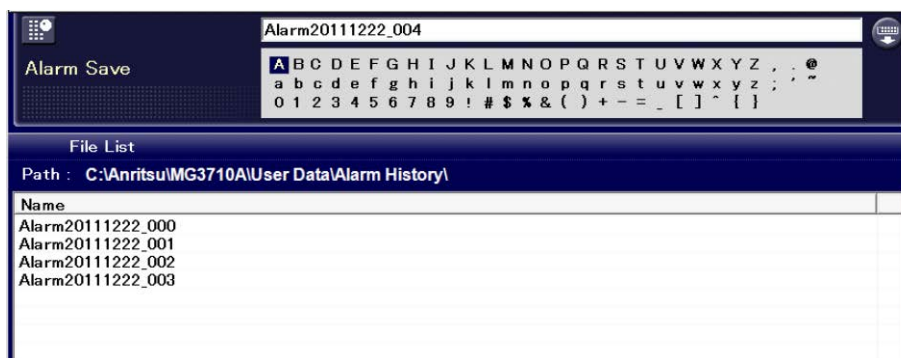 Alarm20111222_004
Alarm Save
A B C D E F G H I J K L M N O P Q R S T U V W X Y Z , . @
a b c d e f g h i j k l m n o p q r s t u v w x y z ; ' ~
0 1 2 3 4 5 6 7 8 9 ! # $ % & ( ) + - = _ [ ] ^ { }
File List
Path : C:\Anritsu\MG3710A\User Data\Alarm History\
Name
Alarm20111222_000
Alarm20111222_001
Alarm20111222_002
Alarm20111222_003